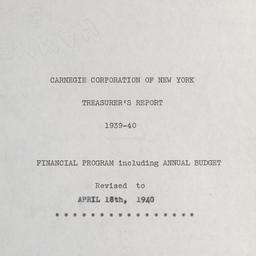 CARNEGIE CORPORATION OF NEW YORK
TREASURER'S REPORT
1939-40
FINANCIAL PROGRAM including ANNUAL BUDGET
Revised to
APRIL 18th, 1940
* * * * * * * * * * * * * * * *